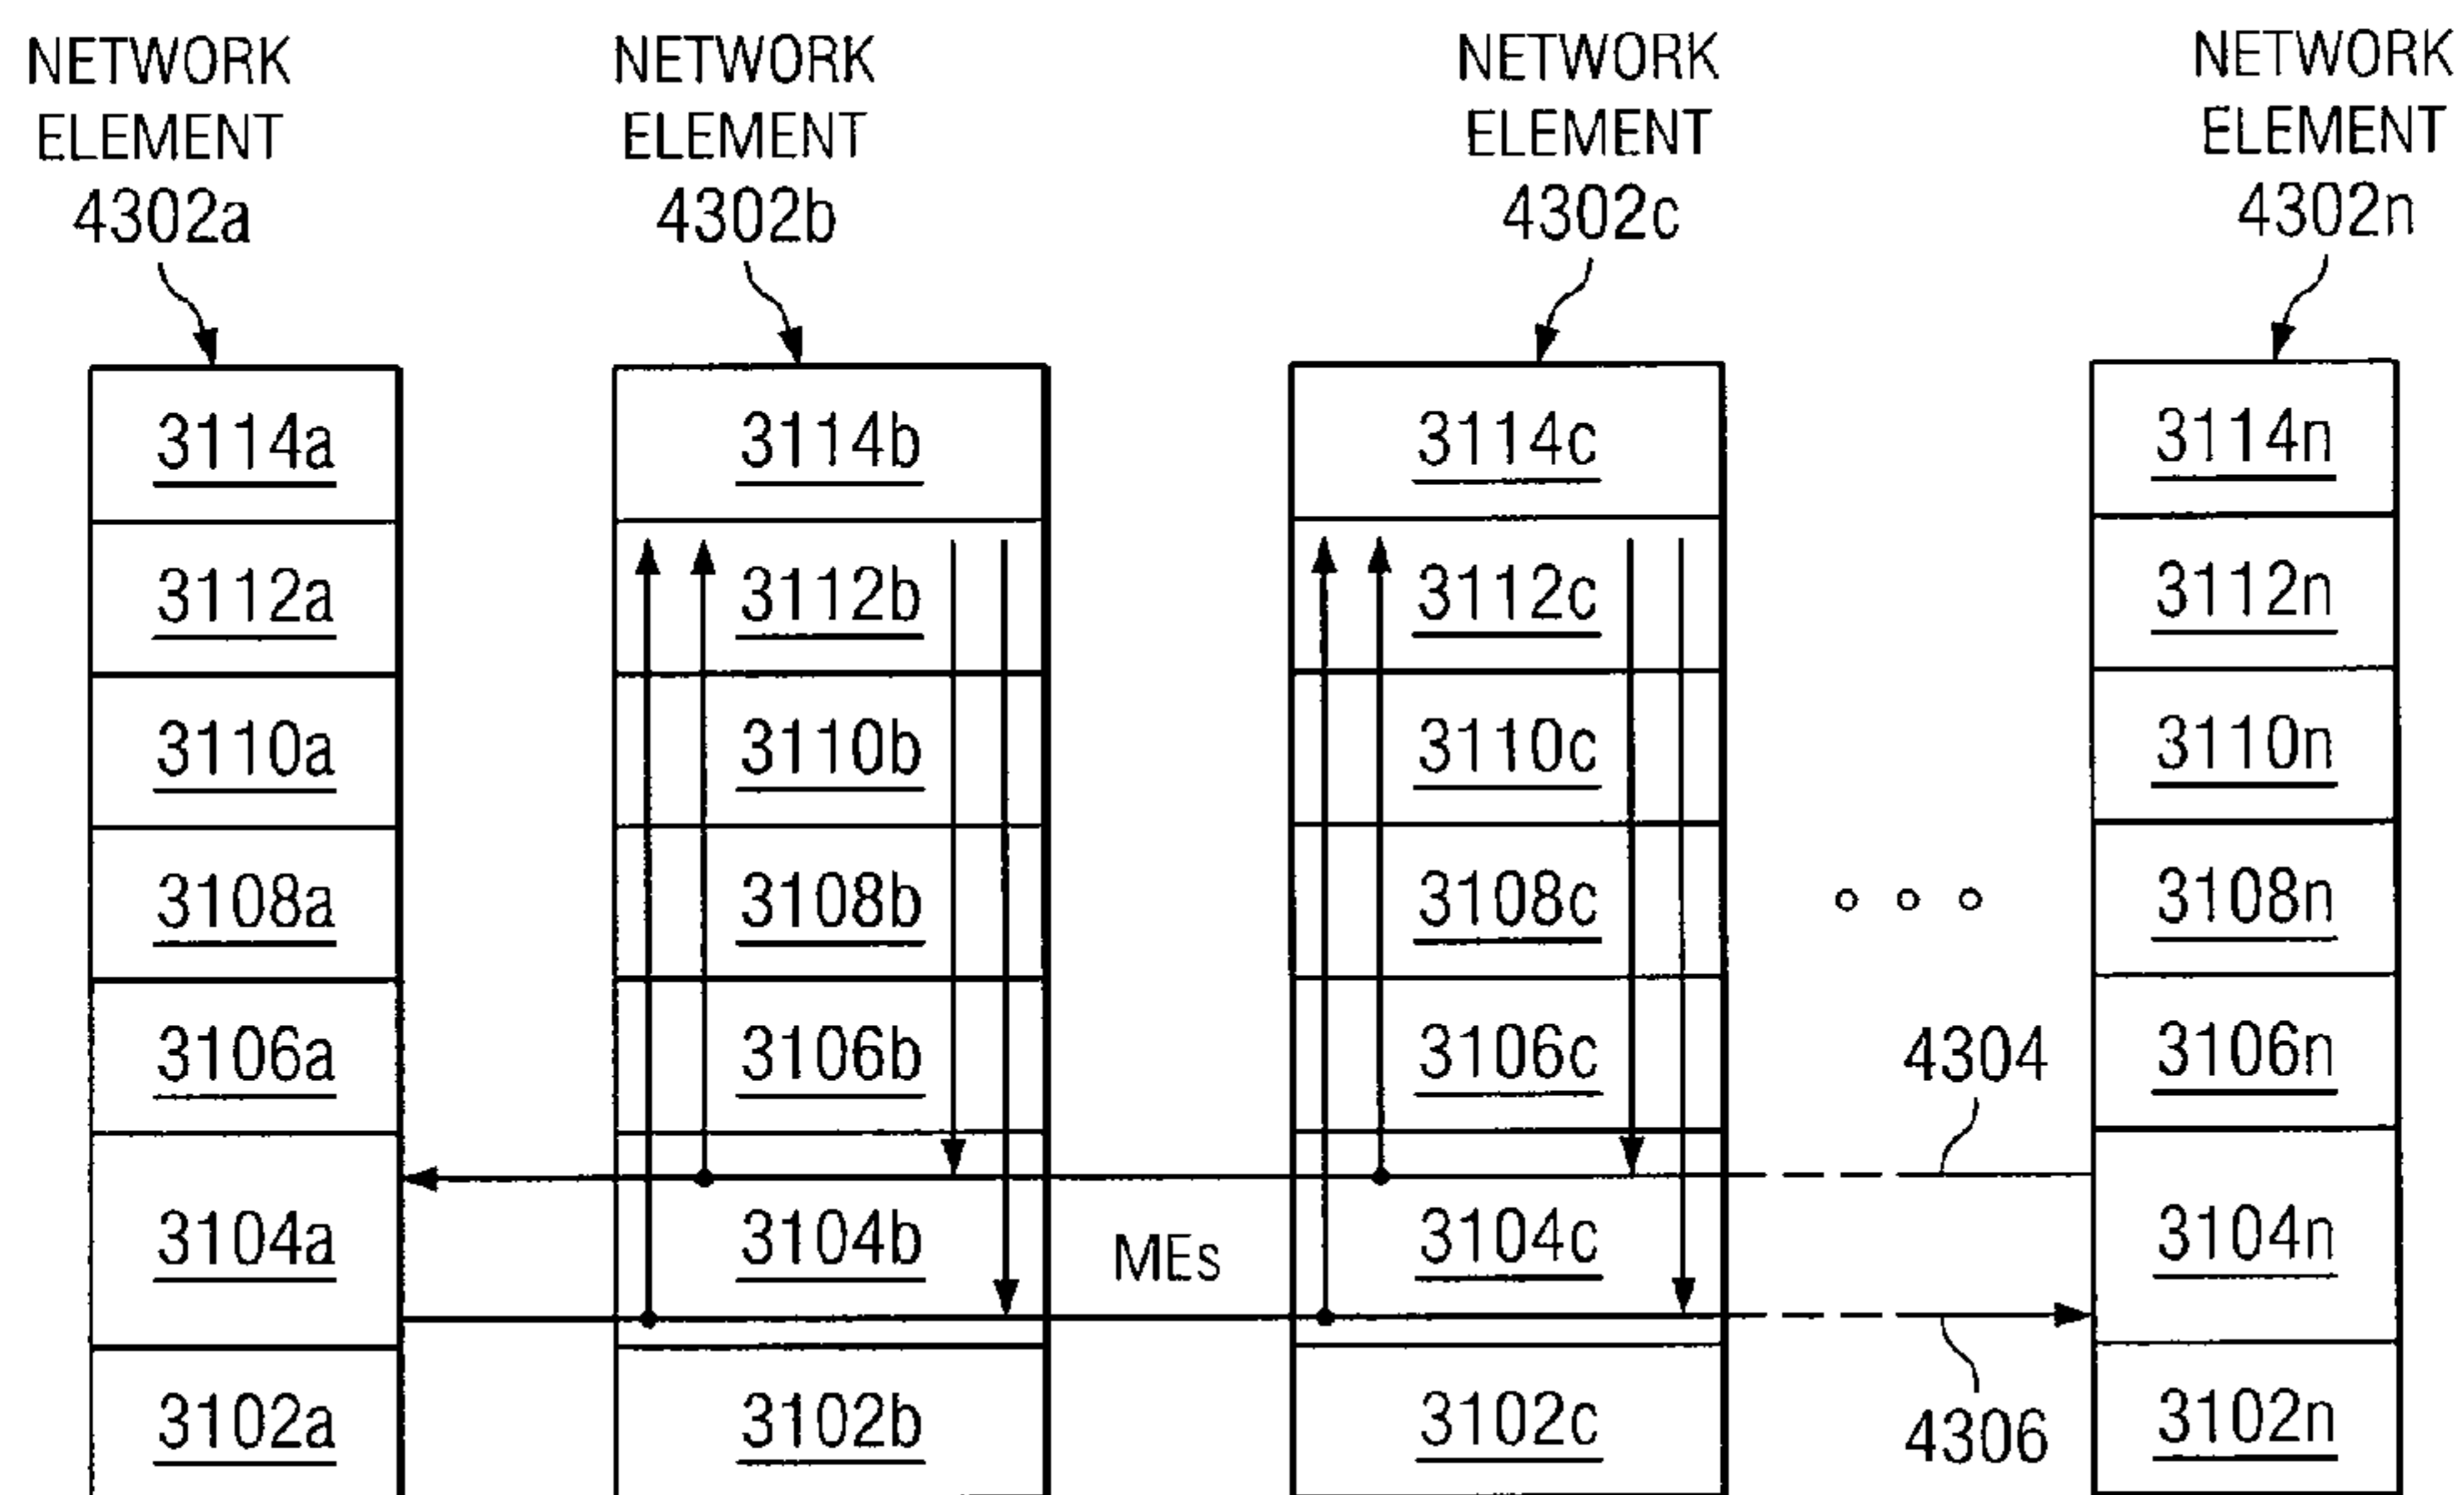 NETWORK
ELEMENT
4302a
NETWORK
ELEMENT
4302b
NETWORK
ELEMENT
4302c
NETWORK
ELEMENT
4302n
3114a
3114b
3114c
3114n
3112a
3112b
3112c
3112n
3110a
3110b
3110c
3110n
3108a
3108b
3108c
3108n
3106a
3106b
3106c
4304
3106n
3104a
3104b
MEs
3104c
3104n
3102a
3102b
3102c
4306
3102n